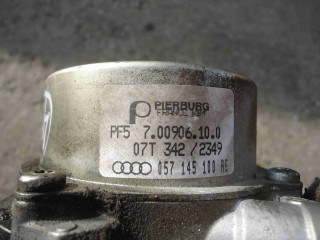 PIERBURG
PF5 7.00906.10.0
07T 342 / 2349
057 145 100 AE